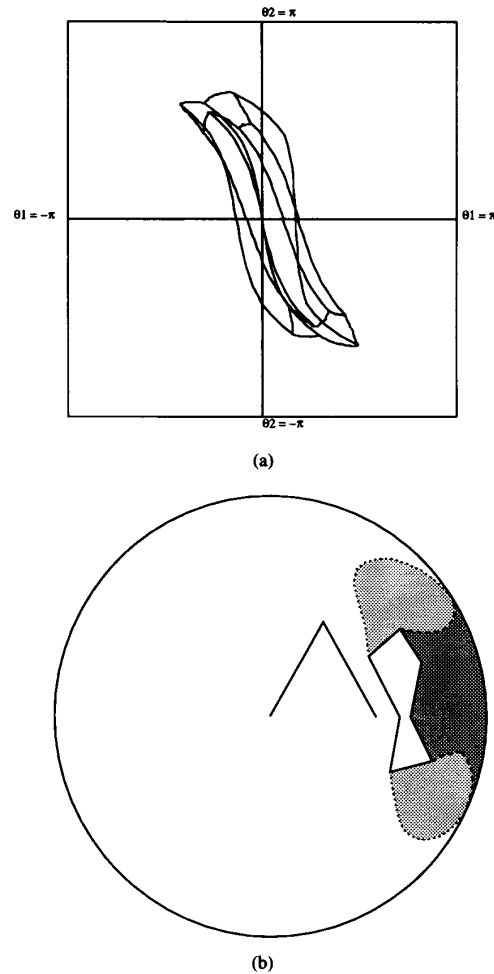 θ2 = π
θ1 = −π
θ1 = π
θ2 = −π
(a)
(b)